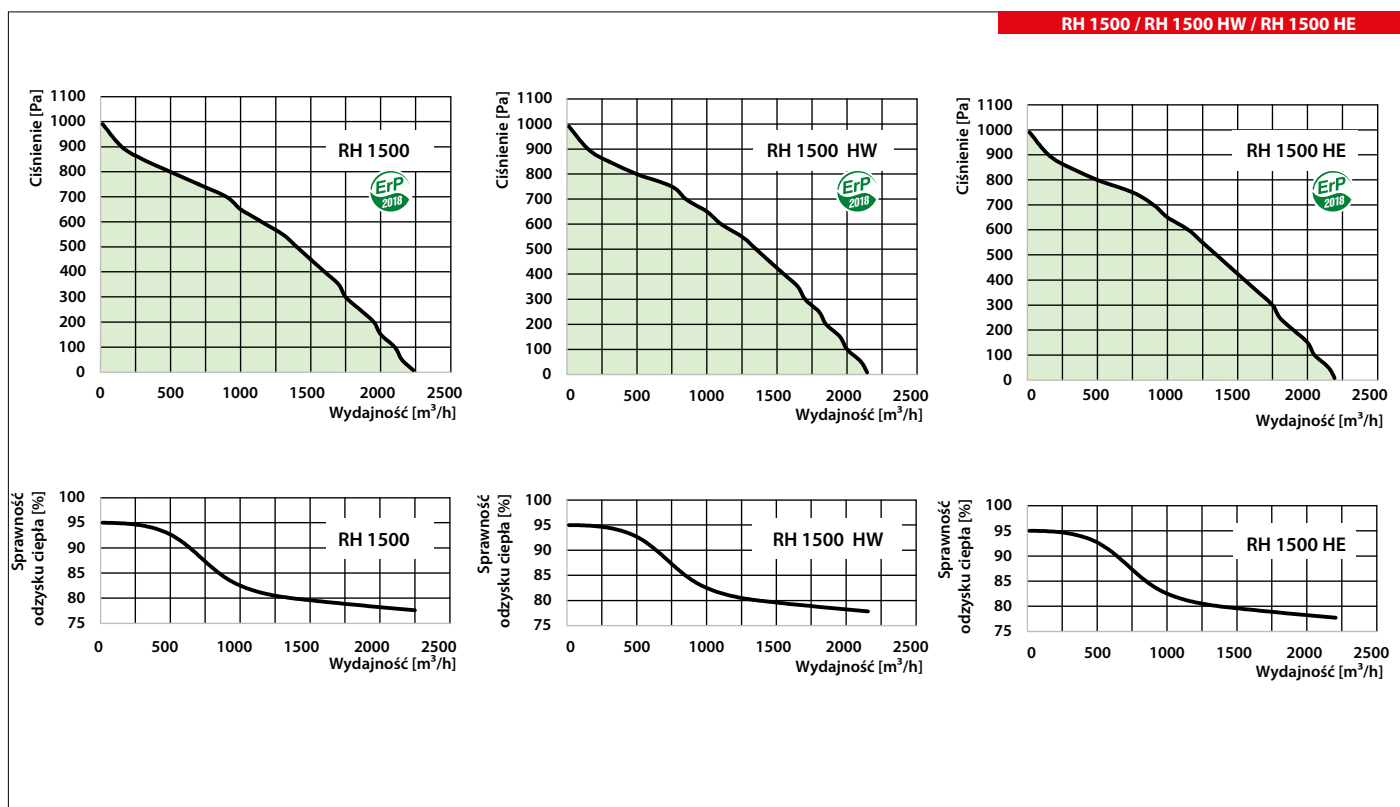 RH 1500 / RH 1500 HW / RH 1500 HE
Ciśnienie [Pa]
1100
1000
900
800
700
600
500
400
300
200
100
0
RH 1500
ErP
2018
0 500 1000 1500 2000 2500
Wydajność [m³/h]
Ciśnienie [Pa]
1100
1000
900
800
700
600
500
400
300
200
100
0
RH 1500 HW
ErP
2018
0 500 1000 1500 2000 2500
Wydajność [m³/h]
Ciśnienie [Pa]
1100
1000
900
800
700
600
500
400
300
200
100
0
RH 1500 HE
ErP
2018
0 500 1000 1500 2000 2500
Wydajność [m³/h]
Sprawność
odzysku ciepła [%]
100
95
90
85
80
75
RH 1500
0 500 1000 1500 2000 2500
Wydajność [m³/h]
Sprawność
odzysku ciepła [%]
100
95
90
85
80
75
RH 1500 HW
0 500 1000 1500 2000 2500
Wydajność [m³/h]
Sprawność
odzysku ciepła [%]
100
95
90
85
80
75
RH 1500 HE
0 500 1000 1500 2000 2500
Wydajność [m³/h]